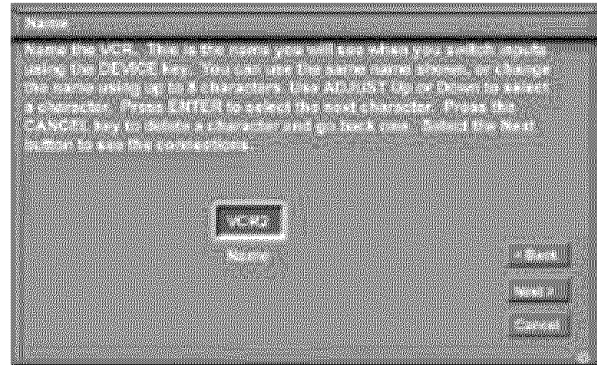 Name
Name the VCR. This is the name you will see when you switch inputs
using the DEVICE key. You can use the same name shown, or change
the name using up to 8 characters. Use ADJUST Up or Down to select
a character. Press ENTER to select the next character. Press the
CANCEL key to delete a character and go back one. Select the Next
button to see the connections.
VCR2
Name
< Back
Next >
Cancel